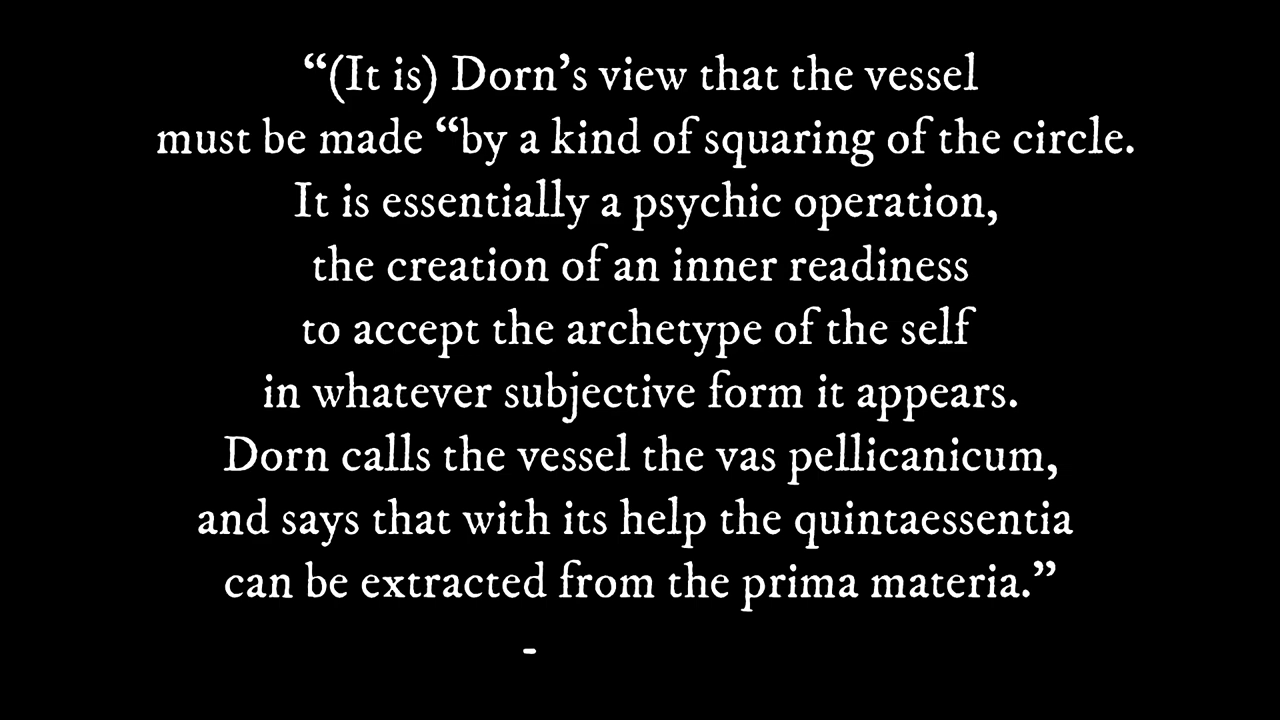 “(It is) Dorn’s view that the vessel
must be made “by a kind of squaring of the circle.
It is essentially a psychic operation,
the creation of an inner readiness
to accept the archetype of the self
in whatever subjective form it appears.
Dorn calls the vessel the vas pellicanicum,
and says that with its help the quintaessentia
can be extracted from the prima materia.”
-